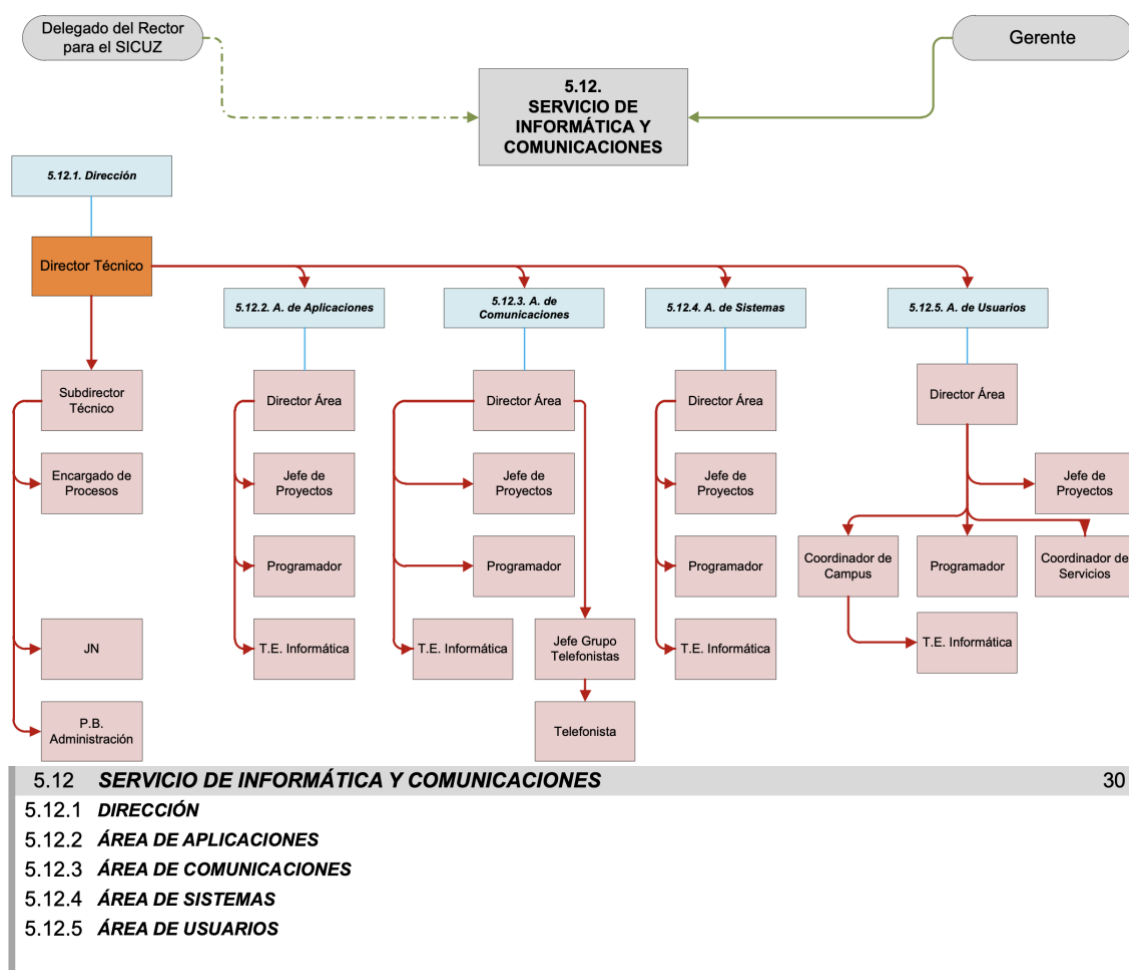 Delegado del Rector
para el SICUZ
Gerente
5.12.
SERVICIO DE
INFORMÁTICA Y
COMUNICACIONES
5.12.1. Dirección
Director Técnico
5.12.2. A. de Aplicaciones
5.12.3. A. de
Comunicaciones
5.12.4. A. de Sistemas
5.12.5. A. de Usuarios
Subdirector
Técnico
Director Área
Director Área
Director Área
Director Área
Encargado de
Procesos
Jefe de
Proyectos
Jefe de
Proyectos
Jefe de
Proyectos
Jefe de
Proyectos
Programador
Programador
Programador
Coordinador de
Campus
Programador
Coordinador de
Servicios
JN
T.E. Informática
T.E. Informática
Jefe Grupo
Telefonistas
T.E. Informática
T.E. Informática
P.B.
Administración
Telefonista
5.12 SERVICIO DE INFORMÁTICA Y COMUNICACIONES 30
5.12.1 DIRECCIÓN
5.12.2 ÁREA DE APLICACIONES
5.12.3 ÁREA DE COMUNICACIONES
5.12.4 ÁREA DE SISTEMAS
5.12.5 ÁREA DE USUARIOS